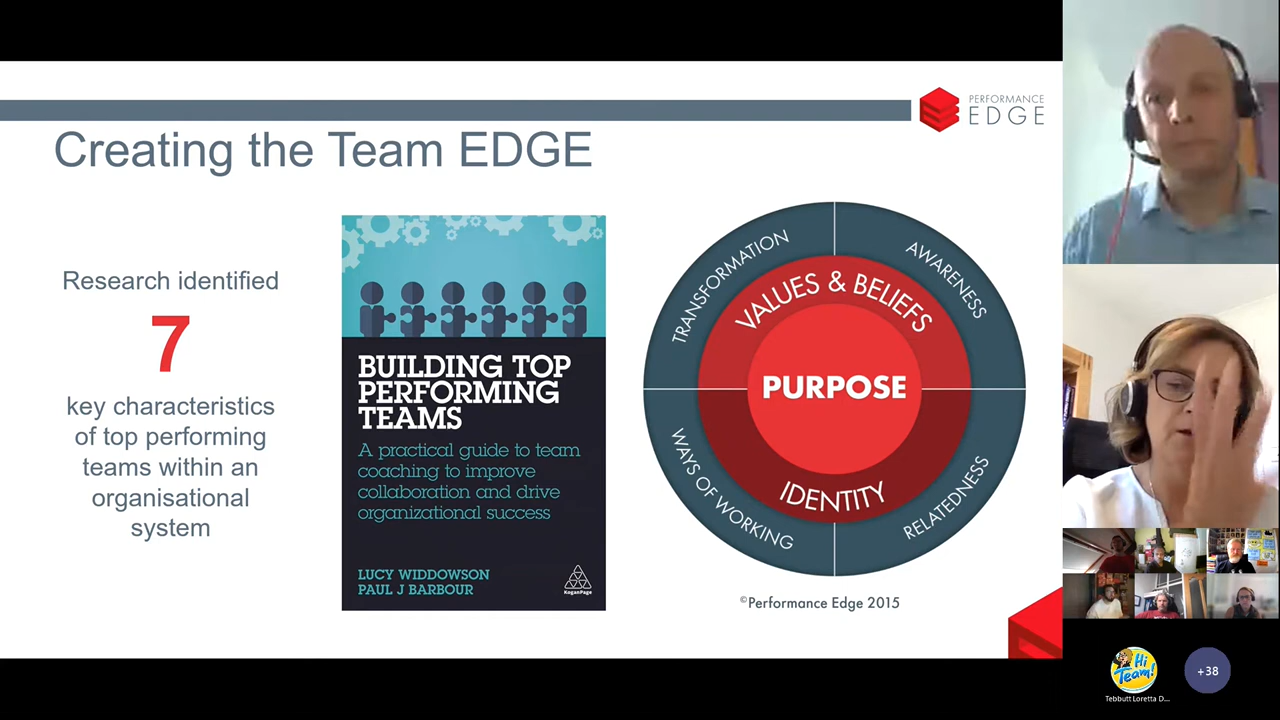 PERFORMANCE
EDGE
Creating the Team EDGE
Research identified
7
key characteristics
of top performing
teams within an
organisational
system
BUILDING TOP
PERFORMING
TEAMS
A practical guide to team
coaching to improve
collaboration and drive
organizational success
LUCY WIDDOWSON
PAUL J BARBOUR
KoganPage
TRANSFORMATION
AWARENESS
VALUES & BELIEFS
PURPOSE
IDENTITY
WAYS OF WORKING
RELATEDNESS
©Performance Edge 2015
Hi
Team!
Tebbutt Loretta D...
+38